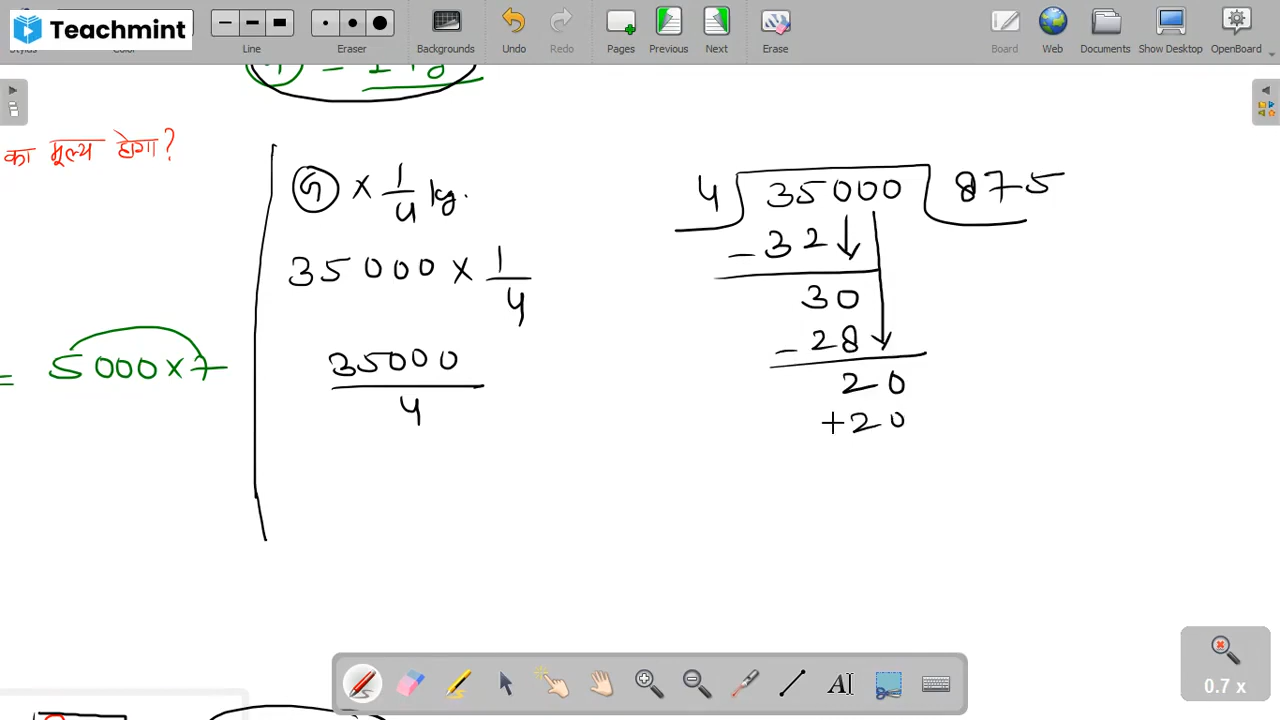 Teachmint
Line
Eraser
Backgrounds
Undo
Redo
Pages
Previous
Next
Erase
Board
Web
Documents
Show Desktop
OpenBoard
का मूल्य होगा?
= 5000×7
× 1/4 kg.
35000 × 1/4
35000
4
4 35000 875
-32
30
-28
20
+20
0.7 x